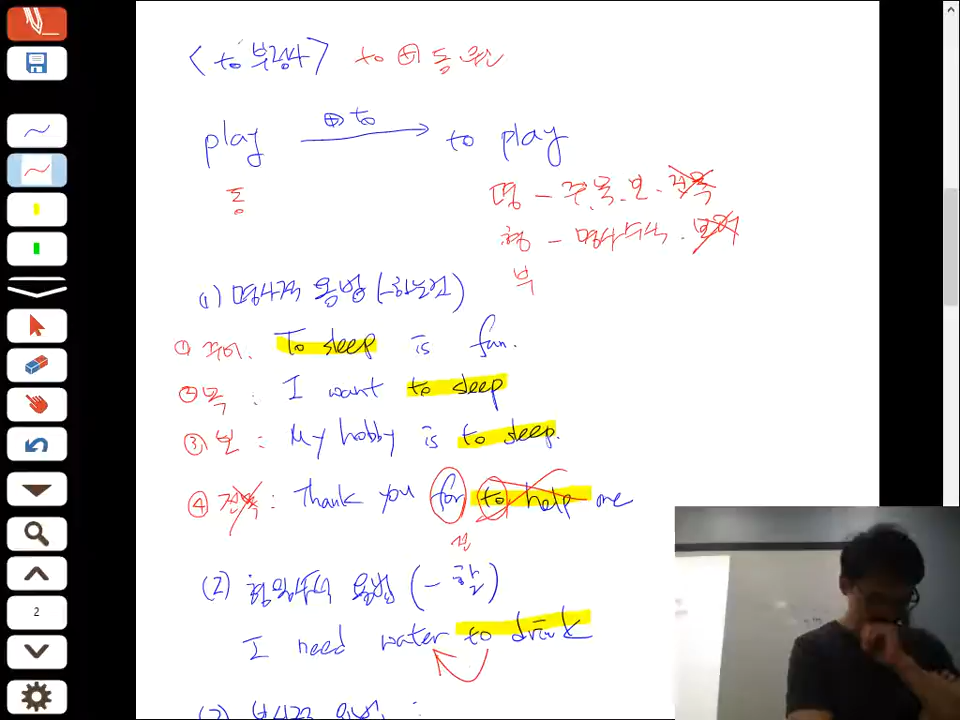 <to 부정사> to ⊕ 동.원
play ⊕ to → to play
동
명 - 주.목.보.전목
형 - 명사수식.보어
부
(1) 명사적 용법 (-하는것)
① 주어. To sleep is fun.
② 목 : I want to sleep
③ 보 : My hobby is to sleep.
④ 전목 : Thank you for to help me
전
(2) 형용사적 용법 (- 할)
I need water to drink
2